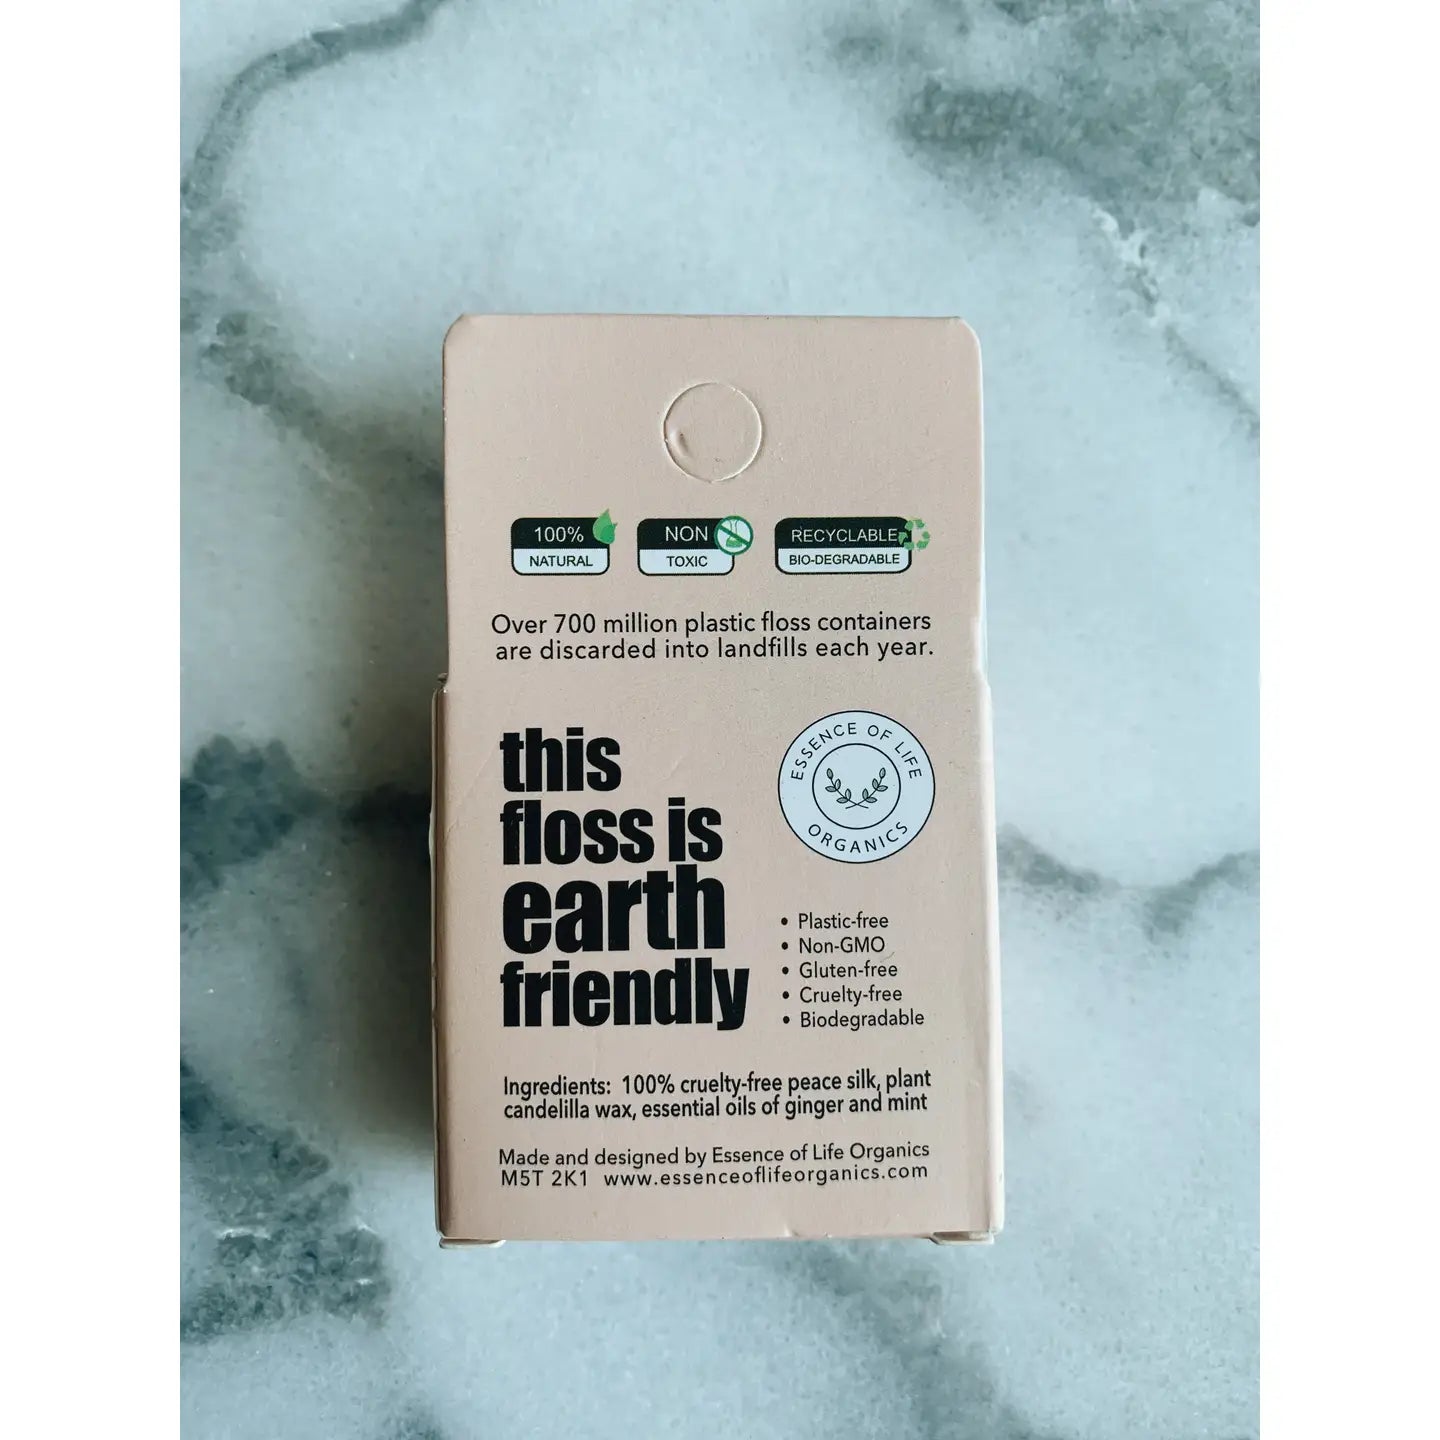 100%
NATURAL
NON
TOXIC
RECYCLABLE
BIO-DEGRADABLE
Over 700 million plastic floss containers
are discarded into landfills each year.
this
floss is
earth
friendly
ESSENCE OF LIFE
ORGANICS
• Plastic-free
• Non-GMO
• Gluten-free
• Cruelty-free
• Biodegradable
Ingredients: 100% cruelty-free peace silk, plant
candelilla wax, essential oils of ginger and mint
Made and designed by Essence of Life Organics
M5T 2K1 www.essenceoflifeorganics.com